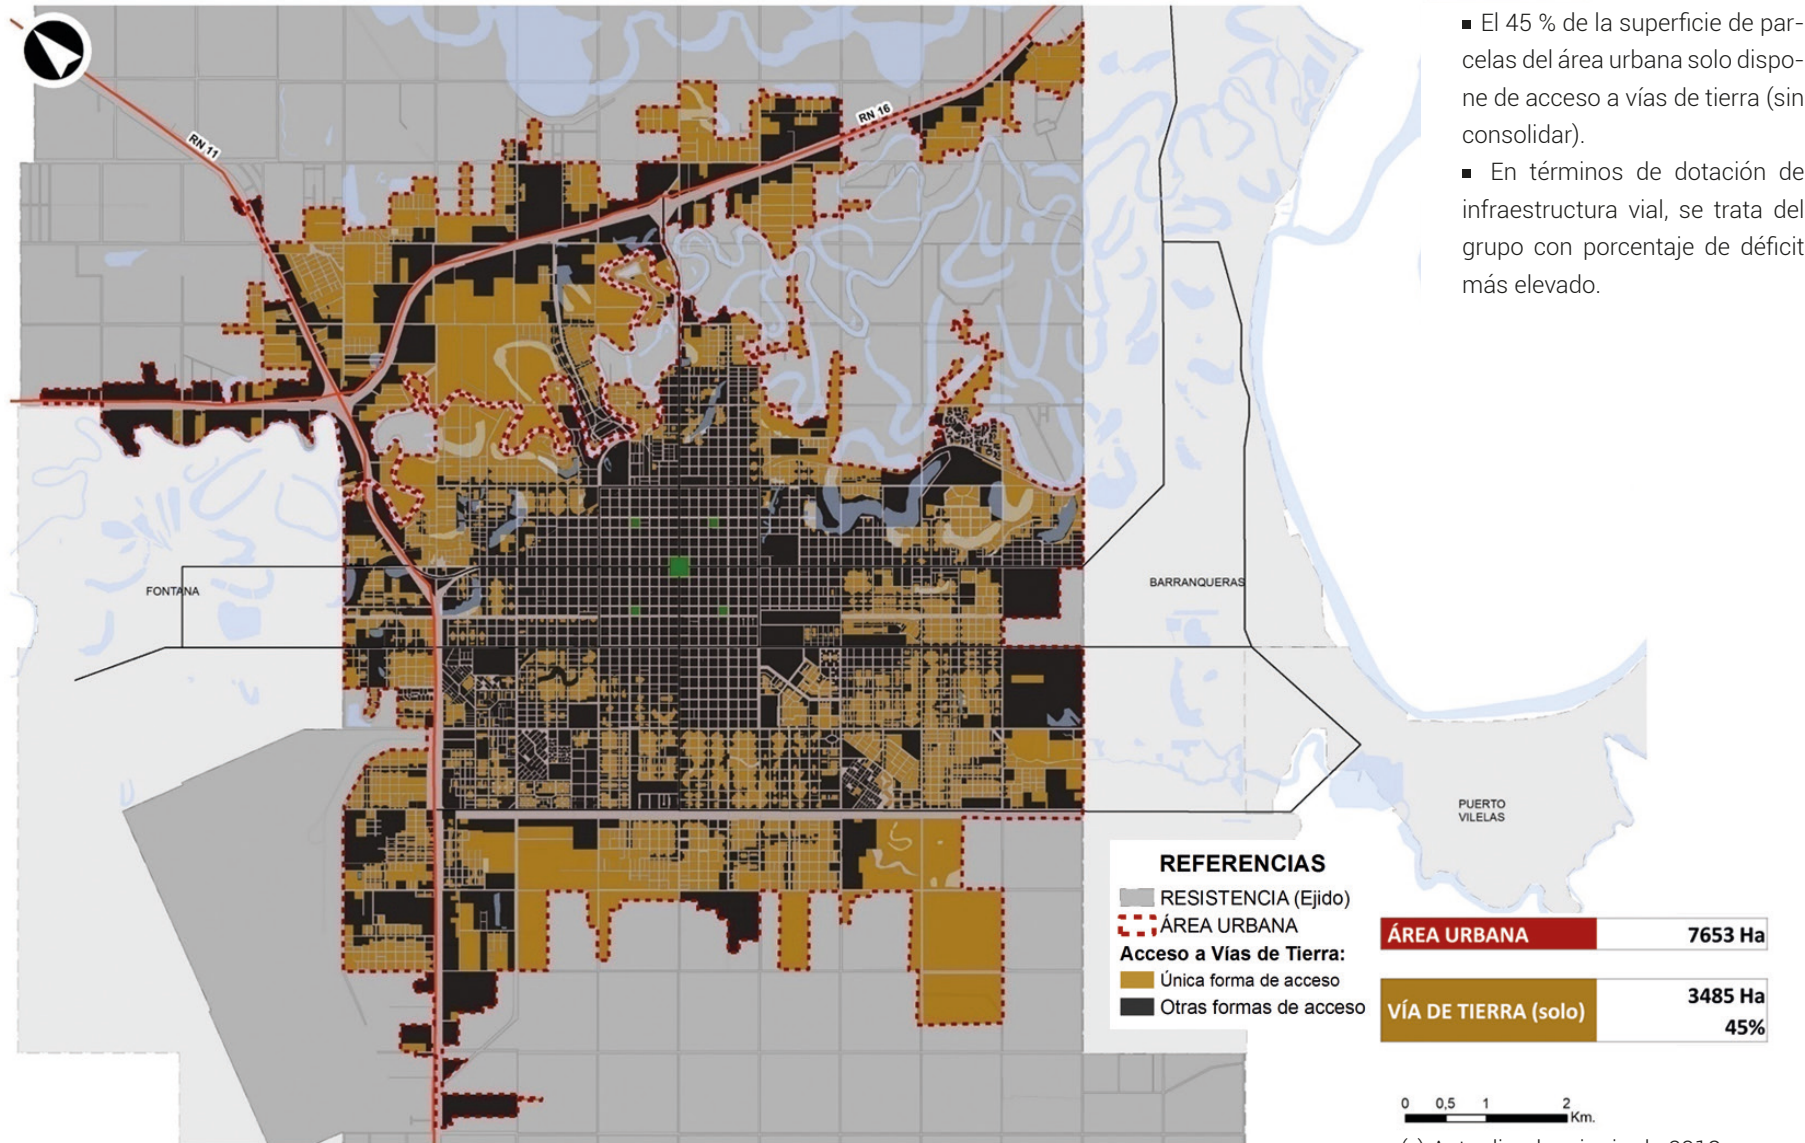 ■ El 45 % de la superficie de par-
celas del área urbana solo dispo-
ne de acceso a vías de tierra (sin
consolidar).
■ En términos de dotación de
infraestructura vial, se trata del
grupo con porcentaje de déficit
más elevado.
RN 11
RN 16
FONTANA
BARRANQUERAS
PUERTO
VILELAS
REFERENCIAS
RESISTENCIA (Ejido)
ÁREA URBANA
Acceso a Vías de Tierra:
Única forma de acceso
Otras formas de acceso
ÁREA URBANA 7653 Ha
VÍA DE TIERRA (solo) 3485 Ha
45%
0 0,5 1 2
Km.